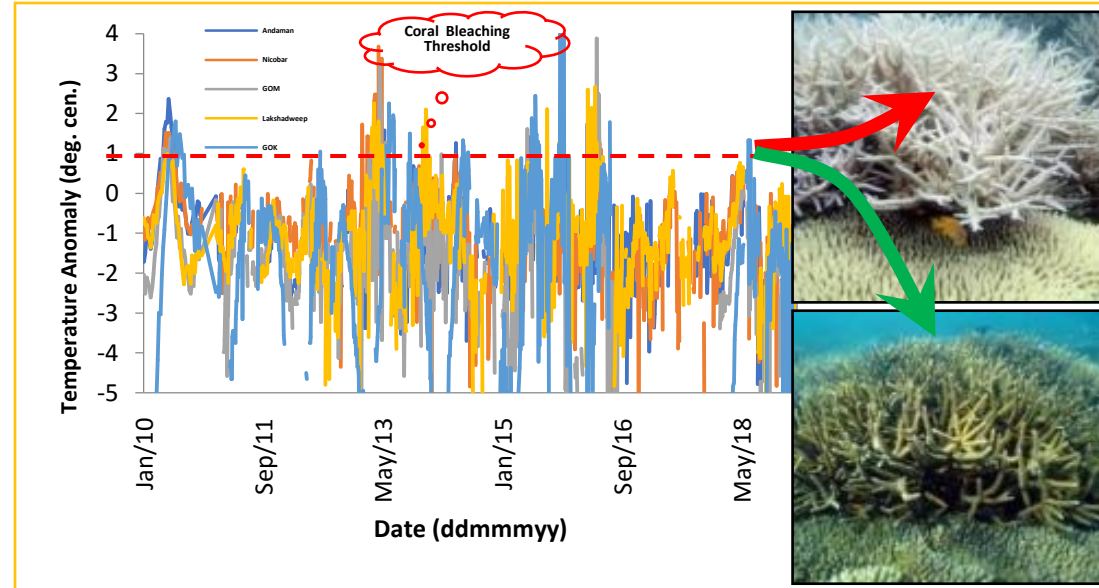 Coral Bleaching
Threshold
Andaman
Nicobar
GOM
Lakshadweep
GOK
Temperature Anomaly (deg. cen.)
4
3
2
1
0
-1
-2
-3
-4
-5
Jan/10
Sep/11
May/13
Jan/15
Sep/16
May/18
Date (ddmmmyy)